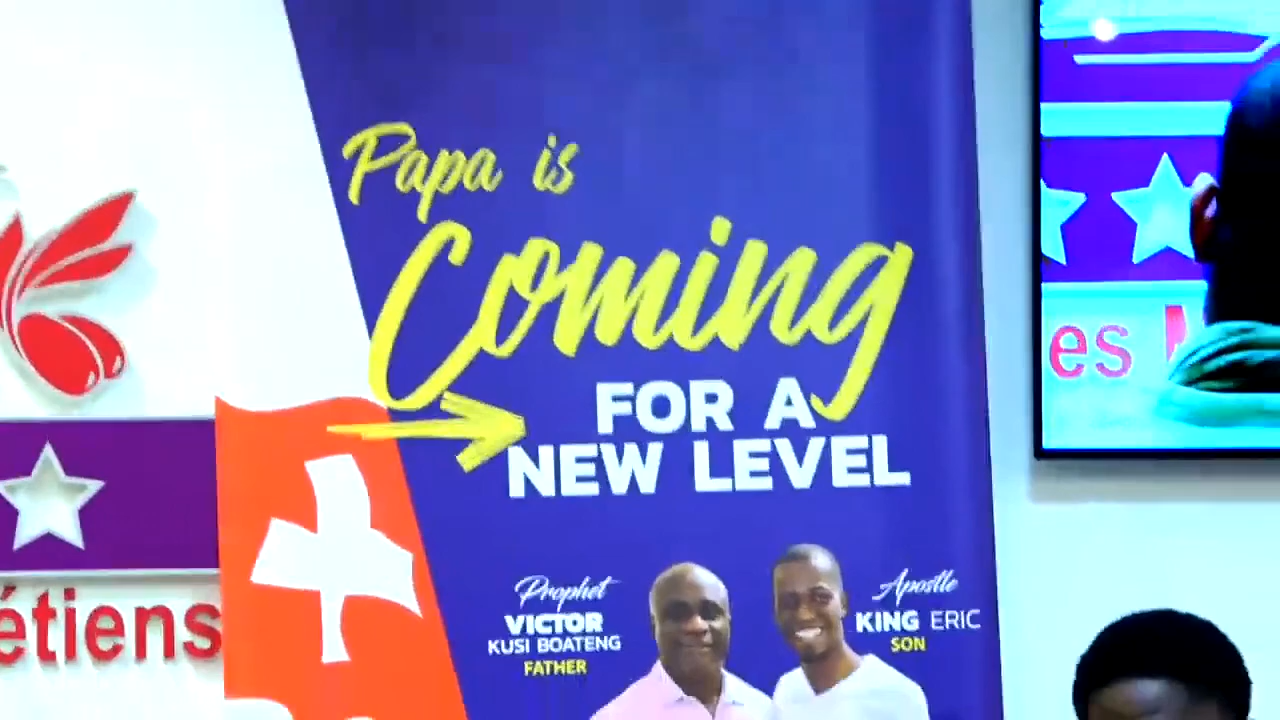 Papa is
Coming
FOR A
NEW LEVEL
Prophet
VICTOR
KUSI BOATENG
FATHER
Apostle
KING ERIC
SON
étiens
es